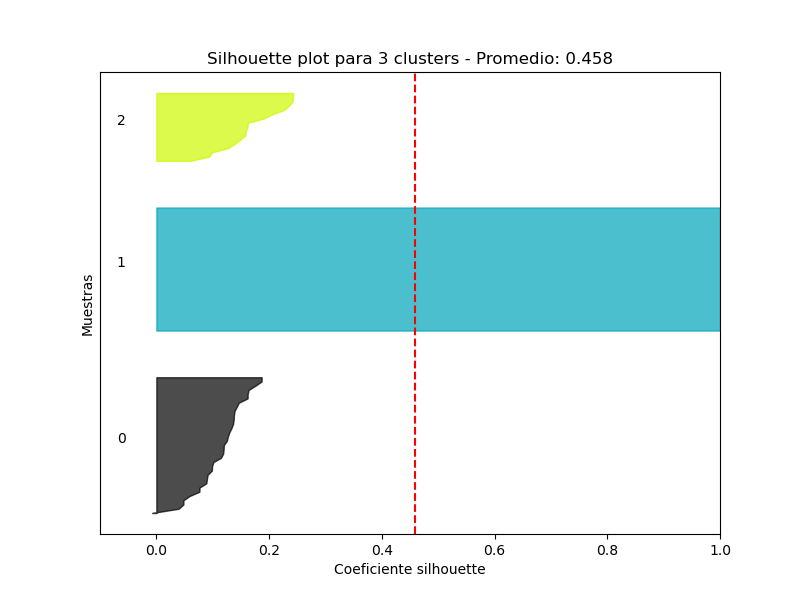 Silhouette plot para 3 clusters - Promedio: 0.458
2
1
0
Muestras
0.0 0.2 0.4 0.6 0.8 1.0
Coeficiente silhouette